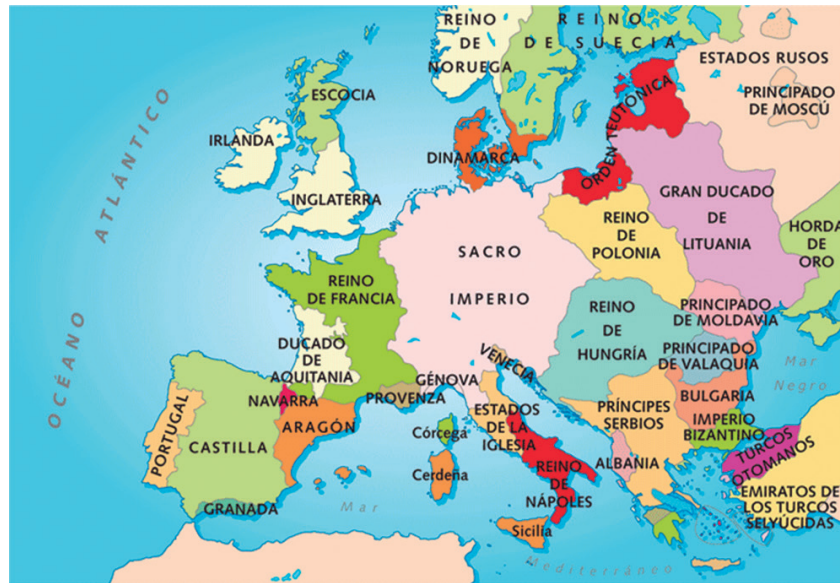 REINO
DE
NORUEGA
REINO
DE SUECIA
ESTADOS RUSOS
PRINCIPADO
DE MOSCÚ
ESCOCIA
ORDEN TEUTÓNICA
IRLANDA
DINAMARCA
INGLATERRA
OCÉANO ATLÁNTICO
GRAN DUCADO
DE
LITUANIA
REINO
DE
POLONIA
HORDA
DE
ORO
SACRO
IMPERIO
REINO
DE FRANCIA
REINO
DE
HUNGRÍA
PRINCIPADO
DE MOLDAVIA
DUCADO
DE
AQUITANIA
VENECIA
PRINCIPADO
DE VALAQUIA
Mar
Negro
GÉNOVA
PROVENZA
NAVARRA
BULGARIA
PORTUGAL
CASTILLA
ARAGÓN
Córcega
ESTADOS
DE LA
IGLESIA
PRÍNCIPES
SERBIOS
IMPERIO
BIZANTINO
TURCOS
OTOMANOS
Cerdeña
REINO
DE
NÁPOLES
ALBANIA
EMIRATOS DE
LOS TURCOS
SELYÚCIDAS
GRANADA
Mar
Sicilia
Mediterráneo